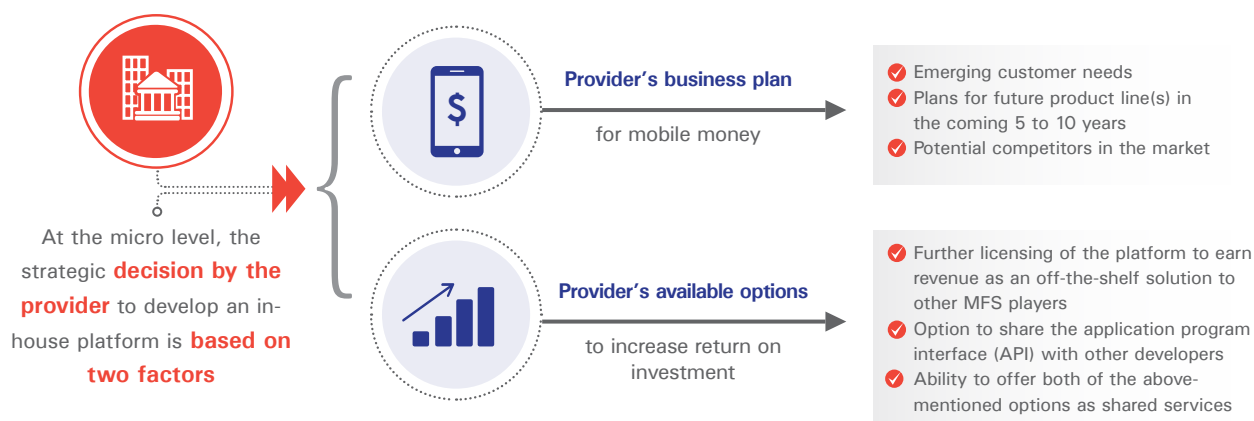 At the micro level, the
strategic decision by the
provider to develop an in-
house platform is based on
two factors
$
Provider's business plan
for mobile money
Emerging customer needs
Plans for future product line(s) in
the coming 5 to 10 years
Potential competitors in the market
Provider's available options
to increase return on
investment
Further licensing of the platform to earn
revenue as an off-the-shelf solution to
other MFS players
Option to share the application program
interface (API) with other developers
Ability to offer both of the above-
mentioned options as shared services